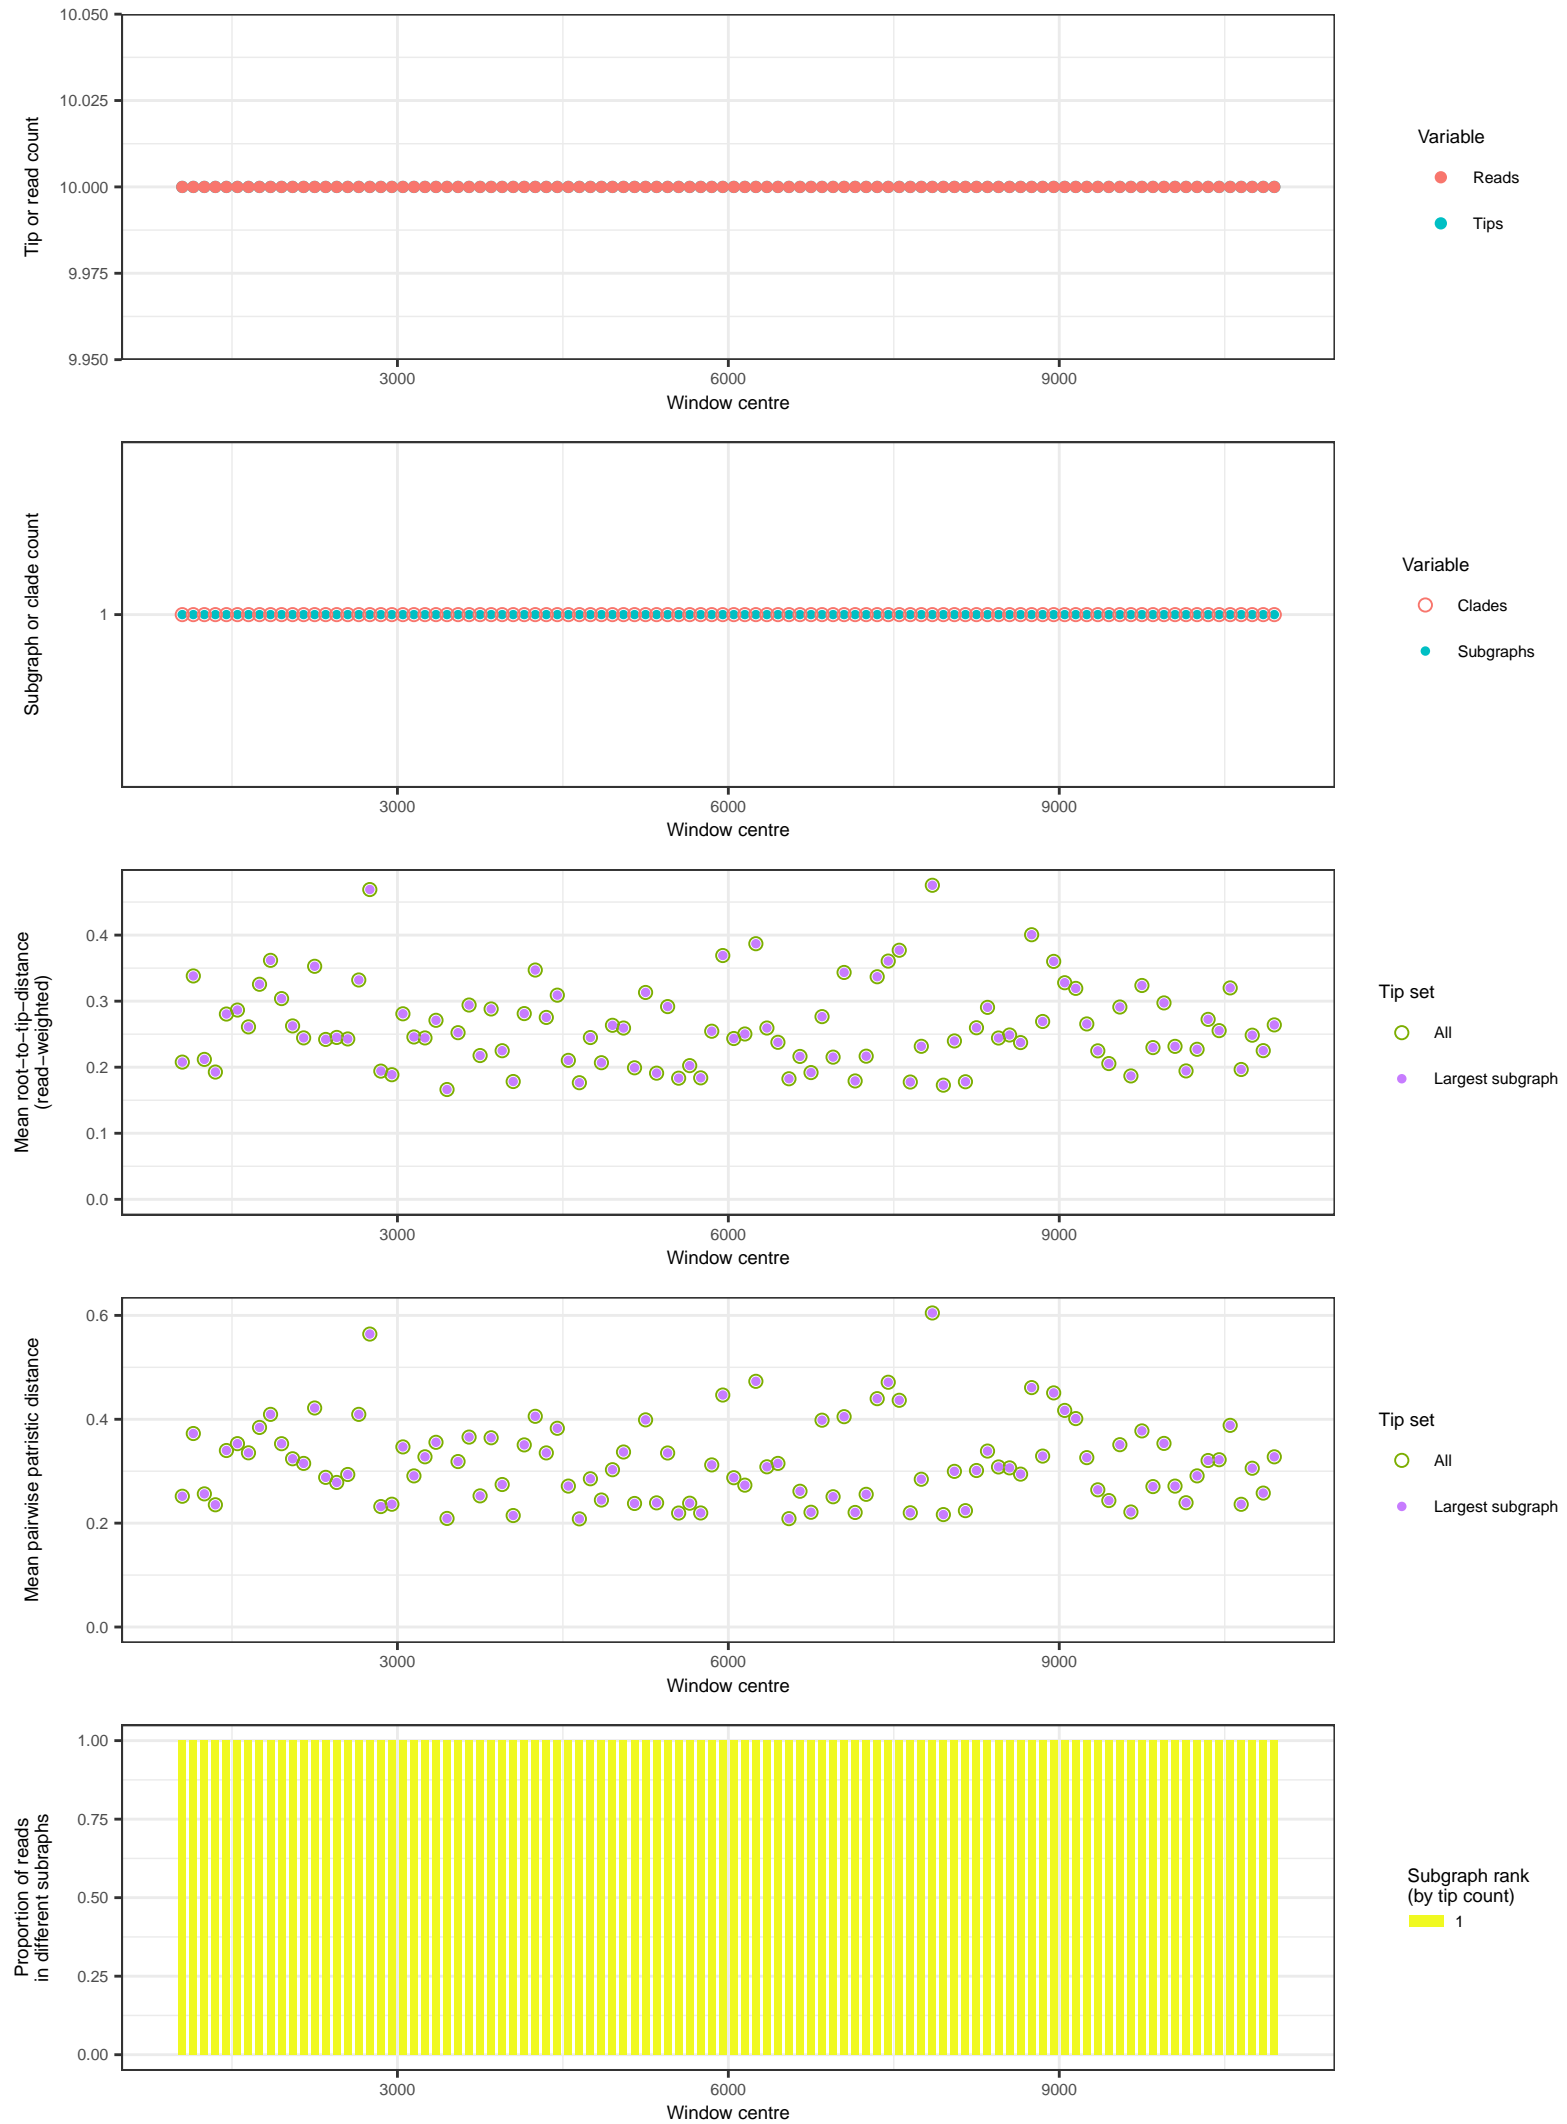 10.050
10.025
10.000
9.975
9.950
Tip or read count
3000 6000 9000
Window centre
Variable
Reads
Tips
1
Subgraph or clade count
3000 6000 9000
Window centre
Variable
Clades
Subgraphs
0.4
0.3
0.2
0.1
0.0
Mean root−to−tip−distance
(read−weighted)
3000 6000 9000
Window centre
Tip set
All
Largest subgraph
0.6
0.4
0.2
0.0
Mean pairwise patristic distance
3000 6000 9000
Window centre
Tip set
All
Largest subgraph
1.00
0.75
0.50
0.25
0.00
Proportion of reads
in different subraphs
3000 6000 9000
Window centre
Subgraph rank
(by tip count)
1